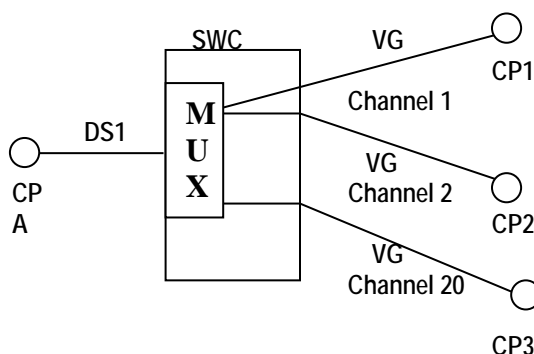 SWC
VG
CP1
Channel 1
DS1
M
U
X
CP
A
VG
Channel 2
CP2
VG
Channel 20
CP3